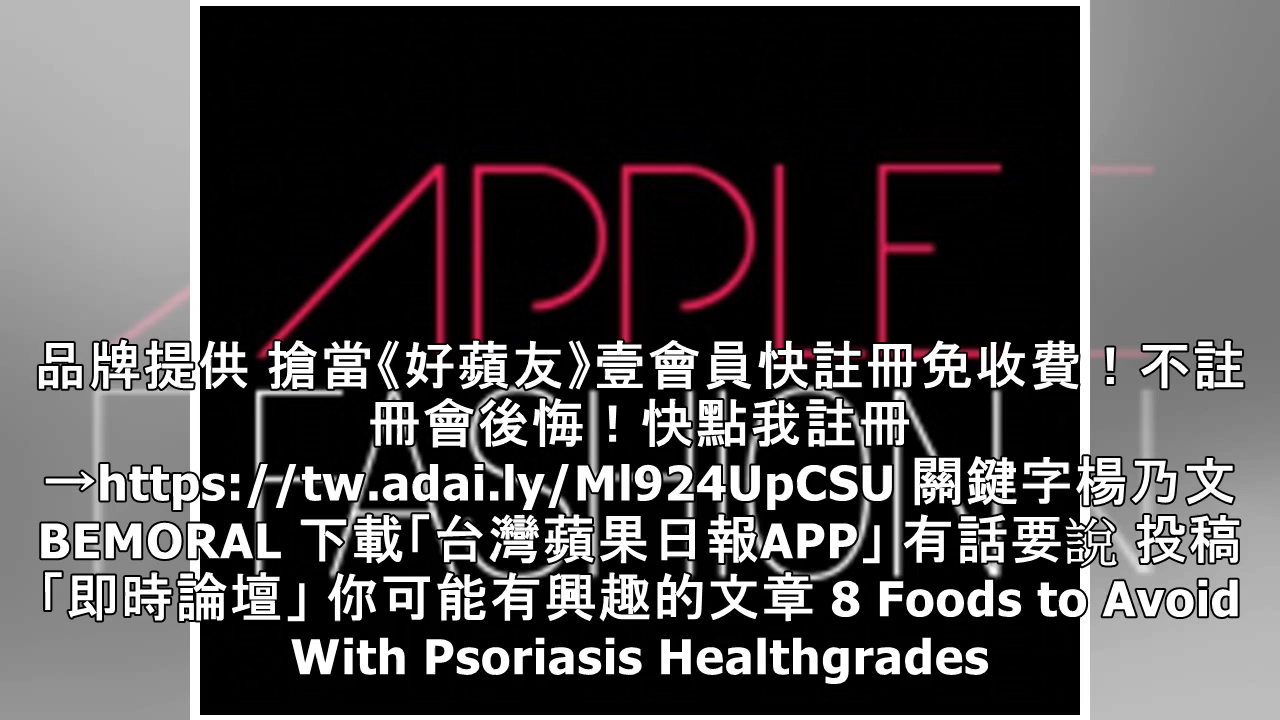 APPLE
FASHION
品牌提供 搶當《好蘋友》壹會員快註冊免收費！不註
冊會後悔！快點我註冊
→https://tw.adai.ly/Ml924UpCSU 關鍵字楊乃文
BEMORAL 下載「台灣蘋果日報APP」有話要說 投稿
「即時論壇」你可能有興趣的文章 8 Foods to Avoid
With Psoriasis Healthgrades